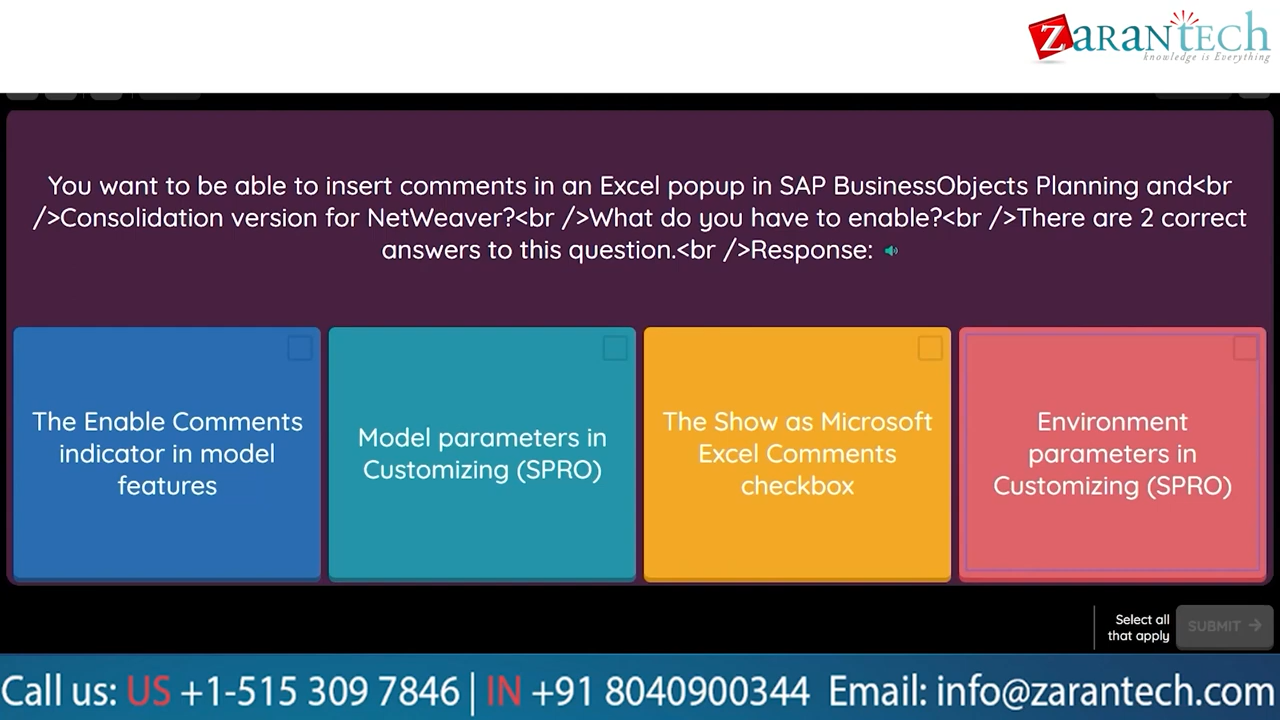 ZARANTECH
knowledge is Everything
You want to be able to insert comments in an Excel popup in SAP BusinessObjects Planning and<br
/>Consolidation version for NetWeaver?<br />What do you have to enable?<br />There are 2 correct
answers to this question.<br />Response:
The Enable Comments
indicator in model
features
Model parameters in
Customizing (SPRO)
The Show as Microsoft
Excel Comments
checkbox
Environment
parameters in
Customizing (SPRO)
Select all
that apply
SUBMIT
Call us: US +1-515 309 7846 | IN +91 8040900344 Email: info@zarantech.com